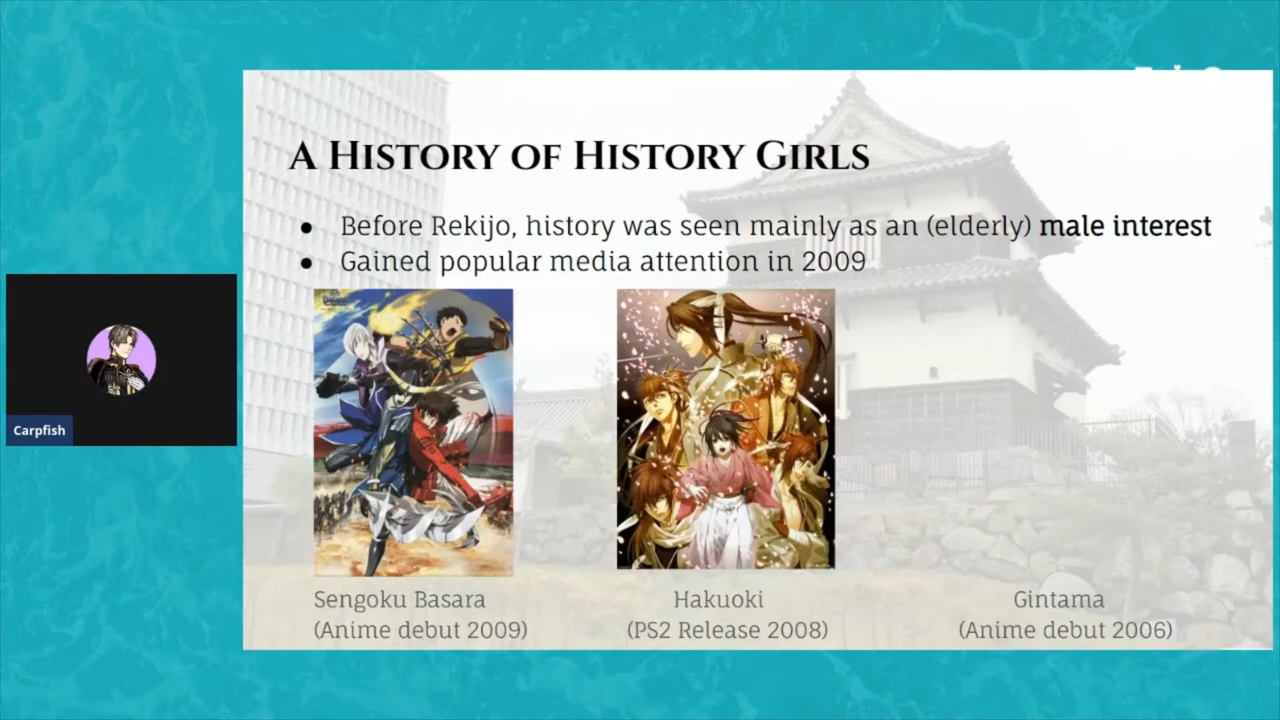 A History of History Girls
● Before Rekijo, history was seen mainly as an (elderly) male interest
● Gained popular media attention in 2009
Carpfish
Sengoku Basara
(Anime debut 2009)
Hakuoki
(PS2 Release 2008)
Gintama
(Anime debut 2006)